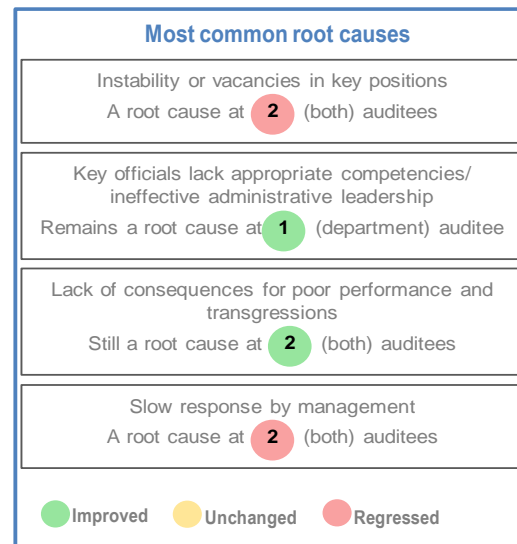 Most common root causes
Instability or vacancies in key positions
A root cause at 2 (both) auditees
Key officials lack appropriate competencies/
ineffective administrative leadership
Remains a root cause at 1 (department) auditee
Lack of consequences for poor performance and
transgressions
Still a root cause at 2 (both) auditees
Slow response by management
A root cause at 2 (both) auditees
Improved Unchanged Regressed